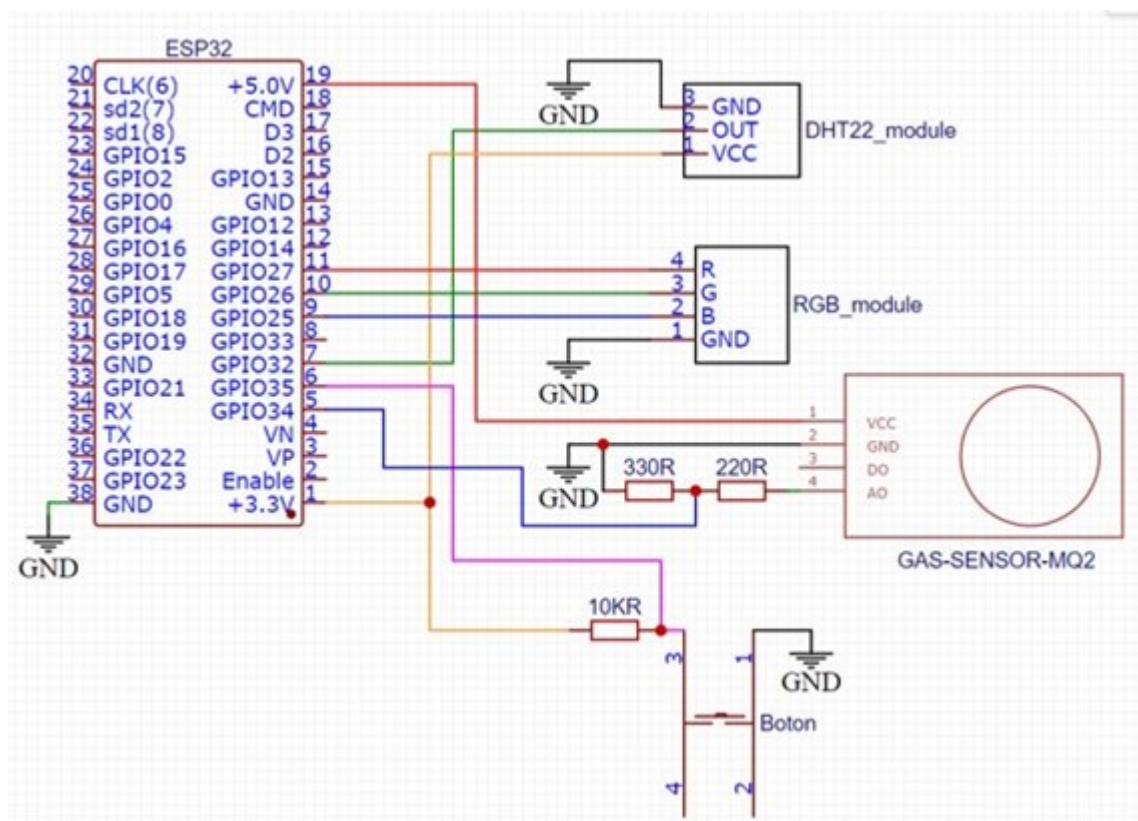 ESP32
20 CLK(6) +5.0V 19
21 sd2(7) CMD 18
22 sd1(8) D3 17
23 GPIO15 D2 16
24 GPIO2 GPIO13 15
25 GPIO0 GND 14
26 GPIO4 GPIO12 13
27 GPIO16 GPIO14 12
28 GPIO17 GPIO27 11
29 GPIO5 GPIO26 10
30 GPIO18 GPIO25 9
31 GPIO19 GPIO33 8
32 GND GPIO32 7
33 GPIO21 GPIO35 6
34 RX GPIO34 5
35 TX VN 4
36 GPIO22 VP 3
37 GPIO23 Enable 2
38 GND +3.3V 1
GND
GND
3 GND
2 OUT
1 VCC
DHT22_module
4 R
3 G
2 B
1 GND
RGB_module
GND
1 VCC
2 GND
3 DO
4 AO
GAS-SENSOR-MQ2
GND
330R
220R
10KR
3
1
GND
Boton
4
2